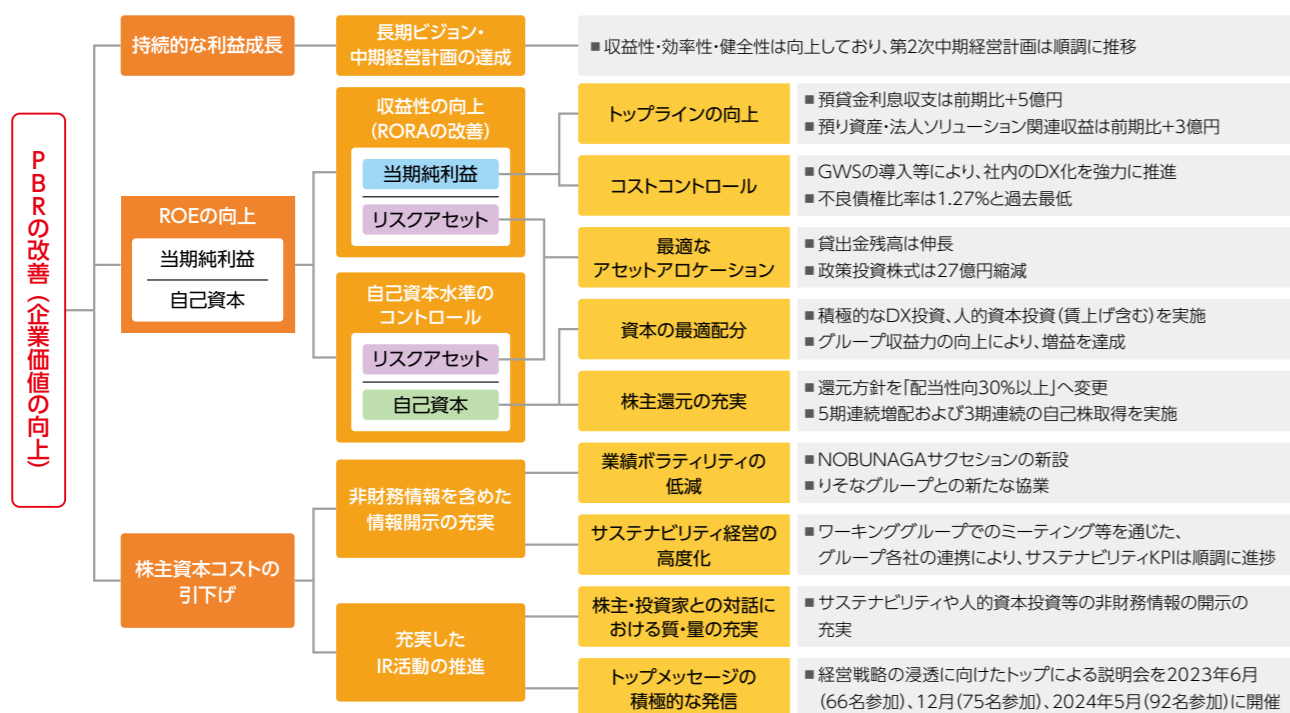 PBRの改善（企業価値の向上）
持続的な利益成長
長期ビジョン・
中期経営計画の達成
■収益性・効率性・健全性は向上しており、第2次中期経営計画は順調に推移
ROEの向上
当期純利益
自己資本
収益性の向上
（RORAの改善）
当期純利益
リスクアセット
トップラインの向上
■預貸金利息収支は前期比+5億円
■預り資産・法人ソリューション関連収益は前期比+3億円
コストコントロール
■GWSの導入等により、社内のDX化を強力に推進
■不良債権比率は1.27%と過去最低
最適な
アセットアロケーション
■貸出金残高は伸長
■政策投資株式は27億円縮減
自己資本水準の
コントロール
リスクアセット
自己資本
資本の最適配分
■積極的なDX投資、人的資本投資（賃上げ含む）を実施
■グループ収益力の向上により、増益を達成
株主還元の充実
■還元方針を「配当性向30%以上」へ変更
■5期連続増配および3期連続の自己株取得を実施
株主資本コストの
引下げ
非財務情報を含めた
情報開示の充実
業績ボラティリティの
低減
■NOBUNAGAサクセションの新設
■りそなグループとの新たな協業
サステナビリティ経営の
高度化
■ワーキンググループでのミーティング等を通じた、
グループ各社の連携により、サステナビリティKPIは順調に進捗
充実した
IR活動の推進
株主・投資家との対話に
おける質・量の充実
■サステナビリティや人的資本投資等の非財務情報の開示の
充実
トップメッセージの
積極的な発信
■経営戦略の浸透に向けたトップによる説明会を2023年6月
（66名参加）、12月（75名参加）、2024年5月（92名参加）に開催